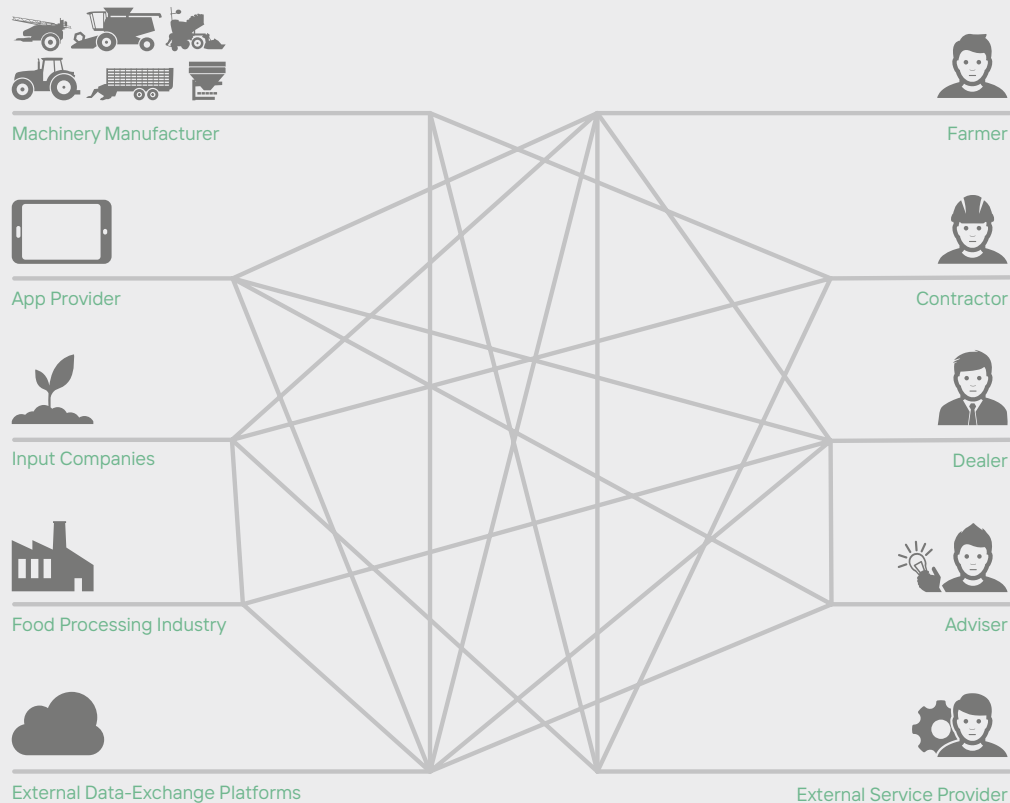 Machinery Manufacturer
Farmer
App Provider
Contractor
Input Companies
Dealer
Food Processing Industry
Adviser
External Data-Exchange Platforms
External Service Provider